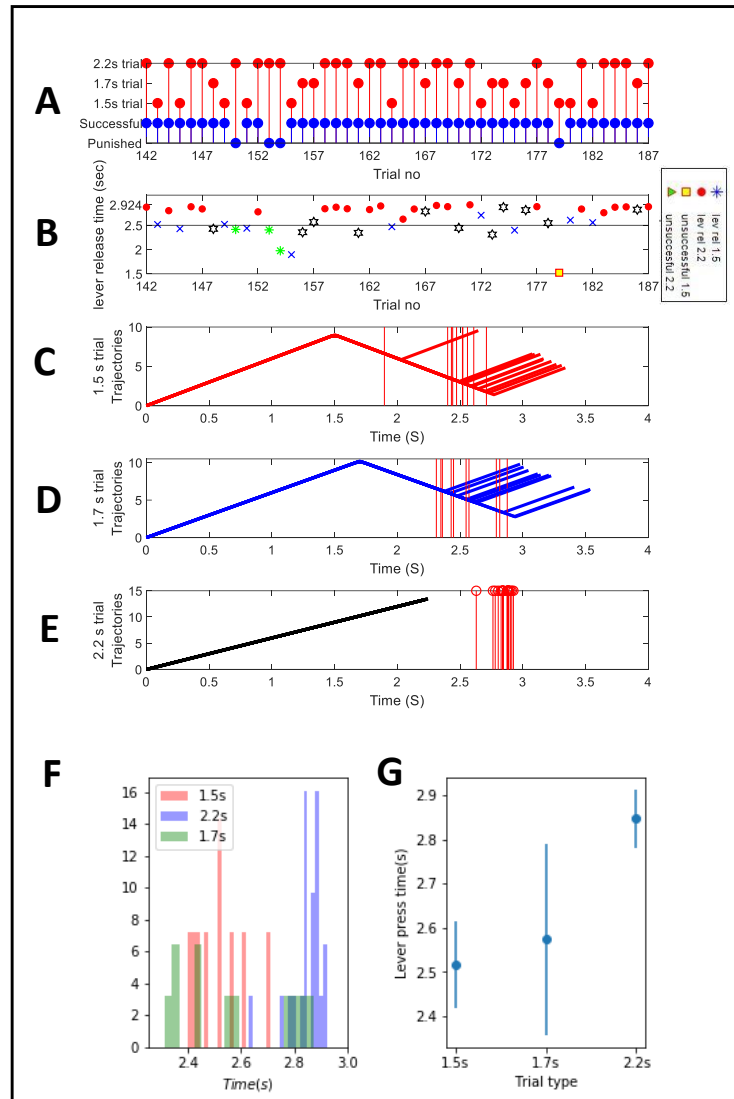 A
2.2s trial
1.7s trial
1.5s trial
Successful
Punished
142 147 152 157 162 167 172 177 182 187
Trial no
B
lever release time (sec)
2.924
2.5
1.5
142 147 152 157 162 167 172 177 182 187
Trial no
lev rel 1.5
lev rel 2.2
unsuccessful 1.5
unsuccesful 2.2
C
1.5 s trial
Trajectories
10
5
0
0 0.5 1 1.5 2 2.5 3 3.5 4
Time (S)
D
1.7 s trial
Trajectories
10
5
0
0 0.5 1 1.5 2 2.5 3 3.5 4
Time (S)
E
2.2 s trial
Trajectories
15
10
5
0
0 0.5 1 1.5 2 2.5 3 3.5 4
Time (S)
F
16
14
12
10
8
6
4
2
0
1.5s
2.2s
1.7s
2.4 2.6 2.8 3.0
Time(s)
G
Lever press time(s)
2.9
2.8
2.7
2.6
2.5
2.4
1.5s 1.7s 2.2s
Trial type